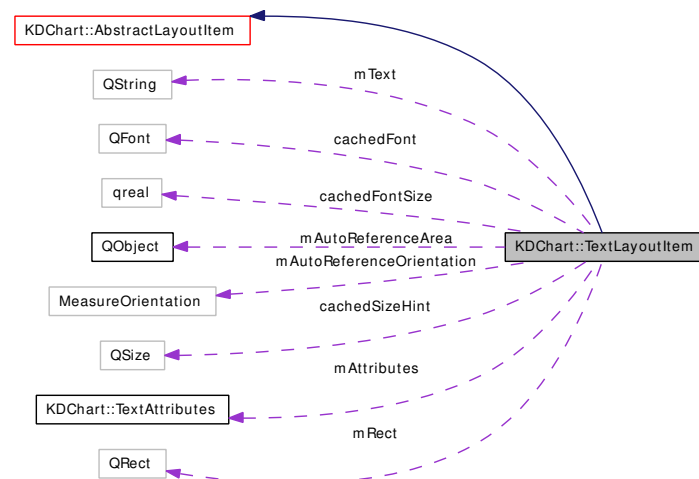 KDChart::AbstractLayoutItem
mText
QString
cachedFont
QFont
cachedFontSize
qreal
mAutoReferenceArea
QObject
KDChart::TextLayoutItem
mAutoReferenceOrientation
MeasureOrientation
cachedSizeHint
QSize
mAttributes
KDChart::TextAttributes
mRect
QRect